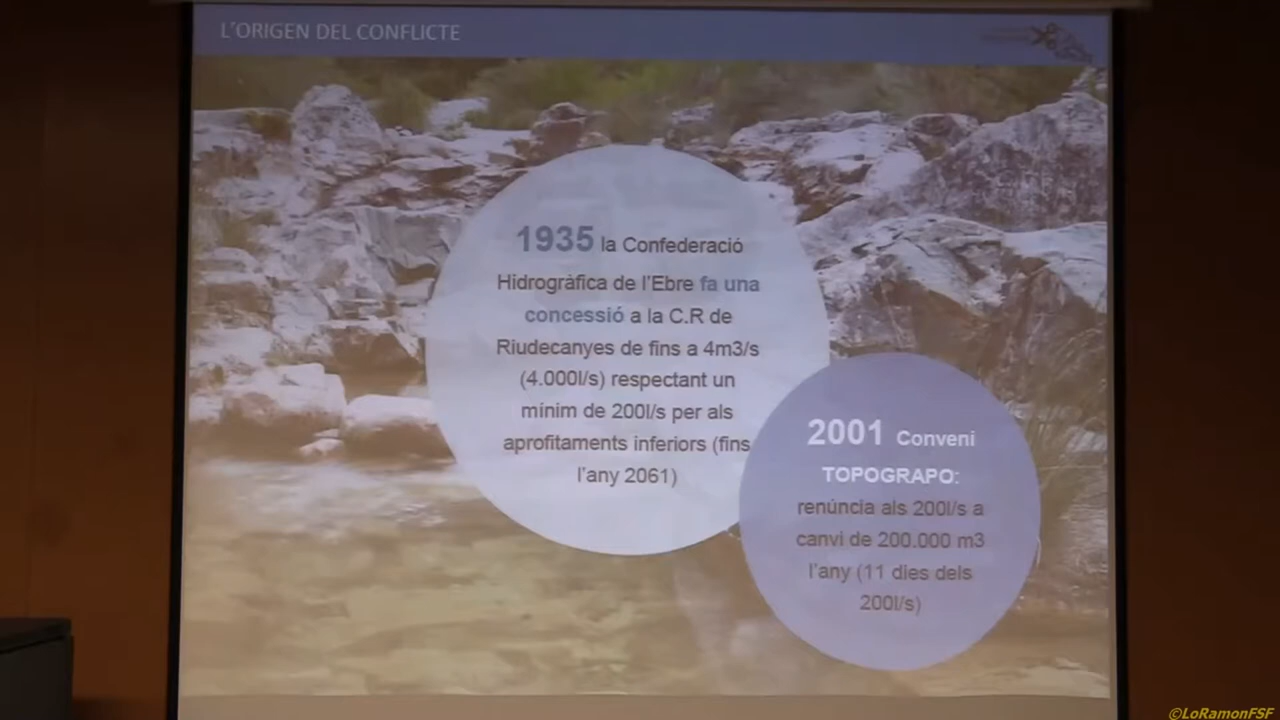 L'ORIGEN DEL CONFLICTE
1935 la Confederació
Hidrogràfica de l'Ebre fa una
concessió a la C.R de
Riudecanyes de fins a 4m3/s
(4.000l/s) respectant un
mínim de 200l/s per als
aprofitaments inferiors (fins
l'any 2061)
2001 Conveni
TOPOGRAPO:
renúncia als 200l/s a
canvi de 200.000 m3
l'any (11 dies dels
200l/s)
©LoRamonFSF